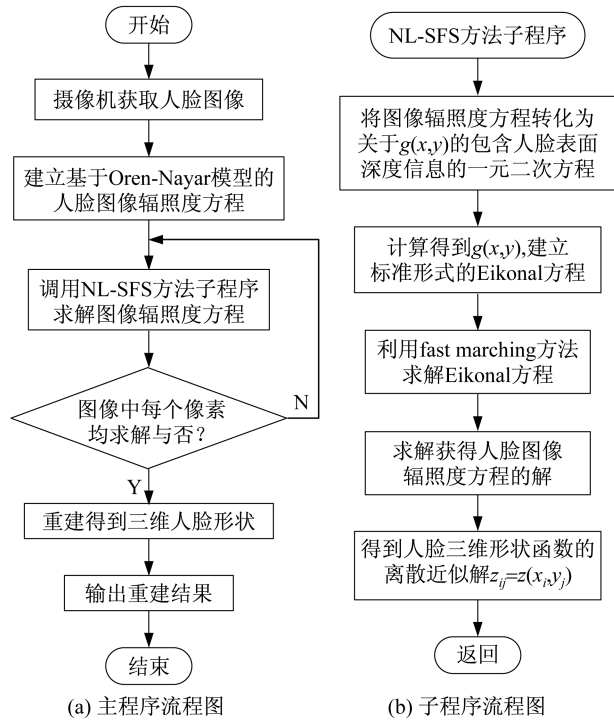 开始
摄像机获取人脸图像
建立基于Oren-Nayar模型的
人脸图像辐照度方程
调用NL-SFS方法子程序
求解图像辐照度方程
图像中每个像素
均求解与否？
N
Y
重建得到三维人脸形状
输出重建结果
结束
(a) 主程序流程图
NL-SFS方法子程序
将图像辐照度方程转化为
关于g(x,y)的包含人脸表面
深度信息的一元二次方程
计算得到g(x,y),建立
标准形式的Eikonal方程
利用fast marching方法
求解Eikonal方程
求解获得人脸图像
辐照度方程的解
得到人脸三维形状函数的
离散近似解z_{ij}=z(x_i,y_j)
返回
(b) 子程序流程图